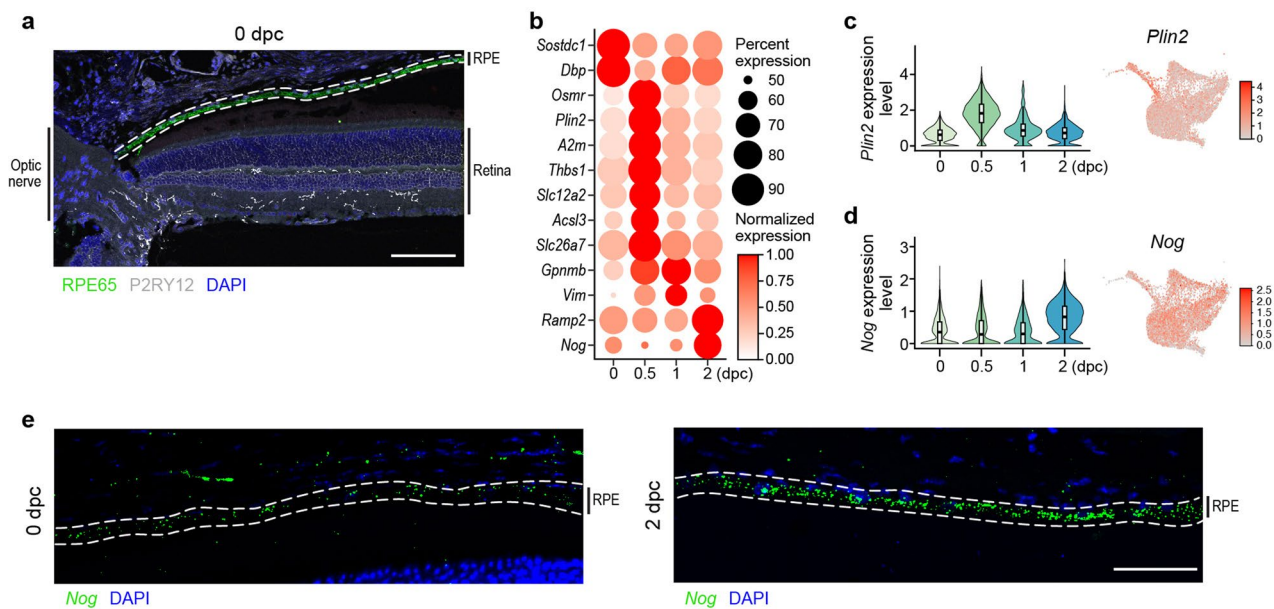 a
0 dpc
RPE
Optic
nerve
Retina
RPE65 P2RY12 DAPI
b
Sostdc1
Dbp
Osmr
Plin2
A2m
Thbs1
Slc12a2
Acsl3
Slc26a7
Gpnmb
Vim
Ramp2
Nog
0 0.5 1 2 (dpc)
Percent
expression
50
60
70
80
90
Normalized
expression
1.00
0.75
0.50
0.25
0.00
c
Plin2 expression
level
4
2
0
0 0.5 1 2 (dpc)
Plin2
4
3
2
1
0
d
Nog expression
level
3
2
1
0
0 0.5 1 2 (dpc)
Nog
2.5
2.0
1.5
1.0
0.5
0.0
e
0 dpc
RPE
Nog DAPI
2 dpc
RPE
Nog DAPI